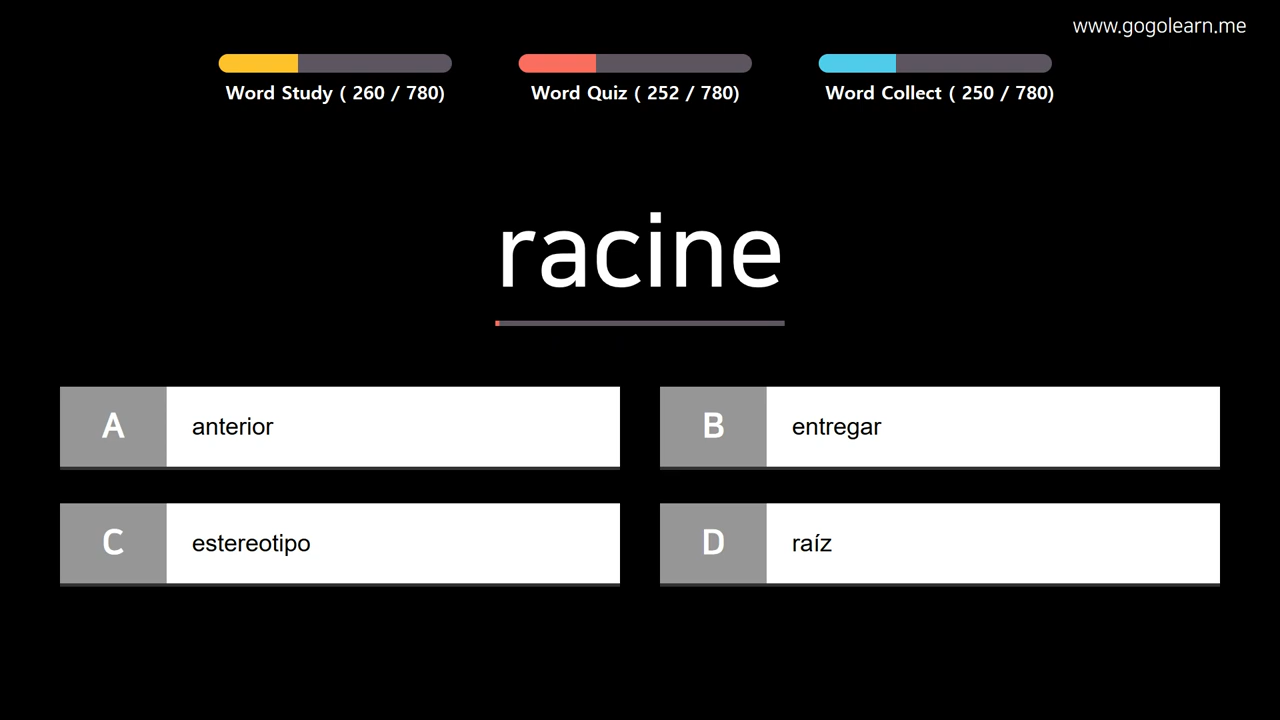 www.gogolearn.me
Word Study ( 260 / 780)
Word Quiz ( 252 / 780)
Word Collect ( 250 / 780)
racine
A anterior
B entregar
C estereotipo
D raíz